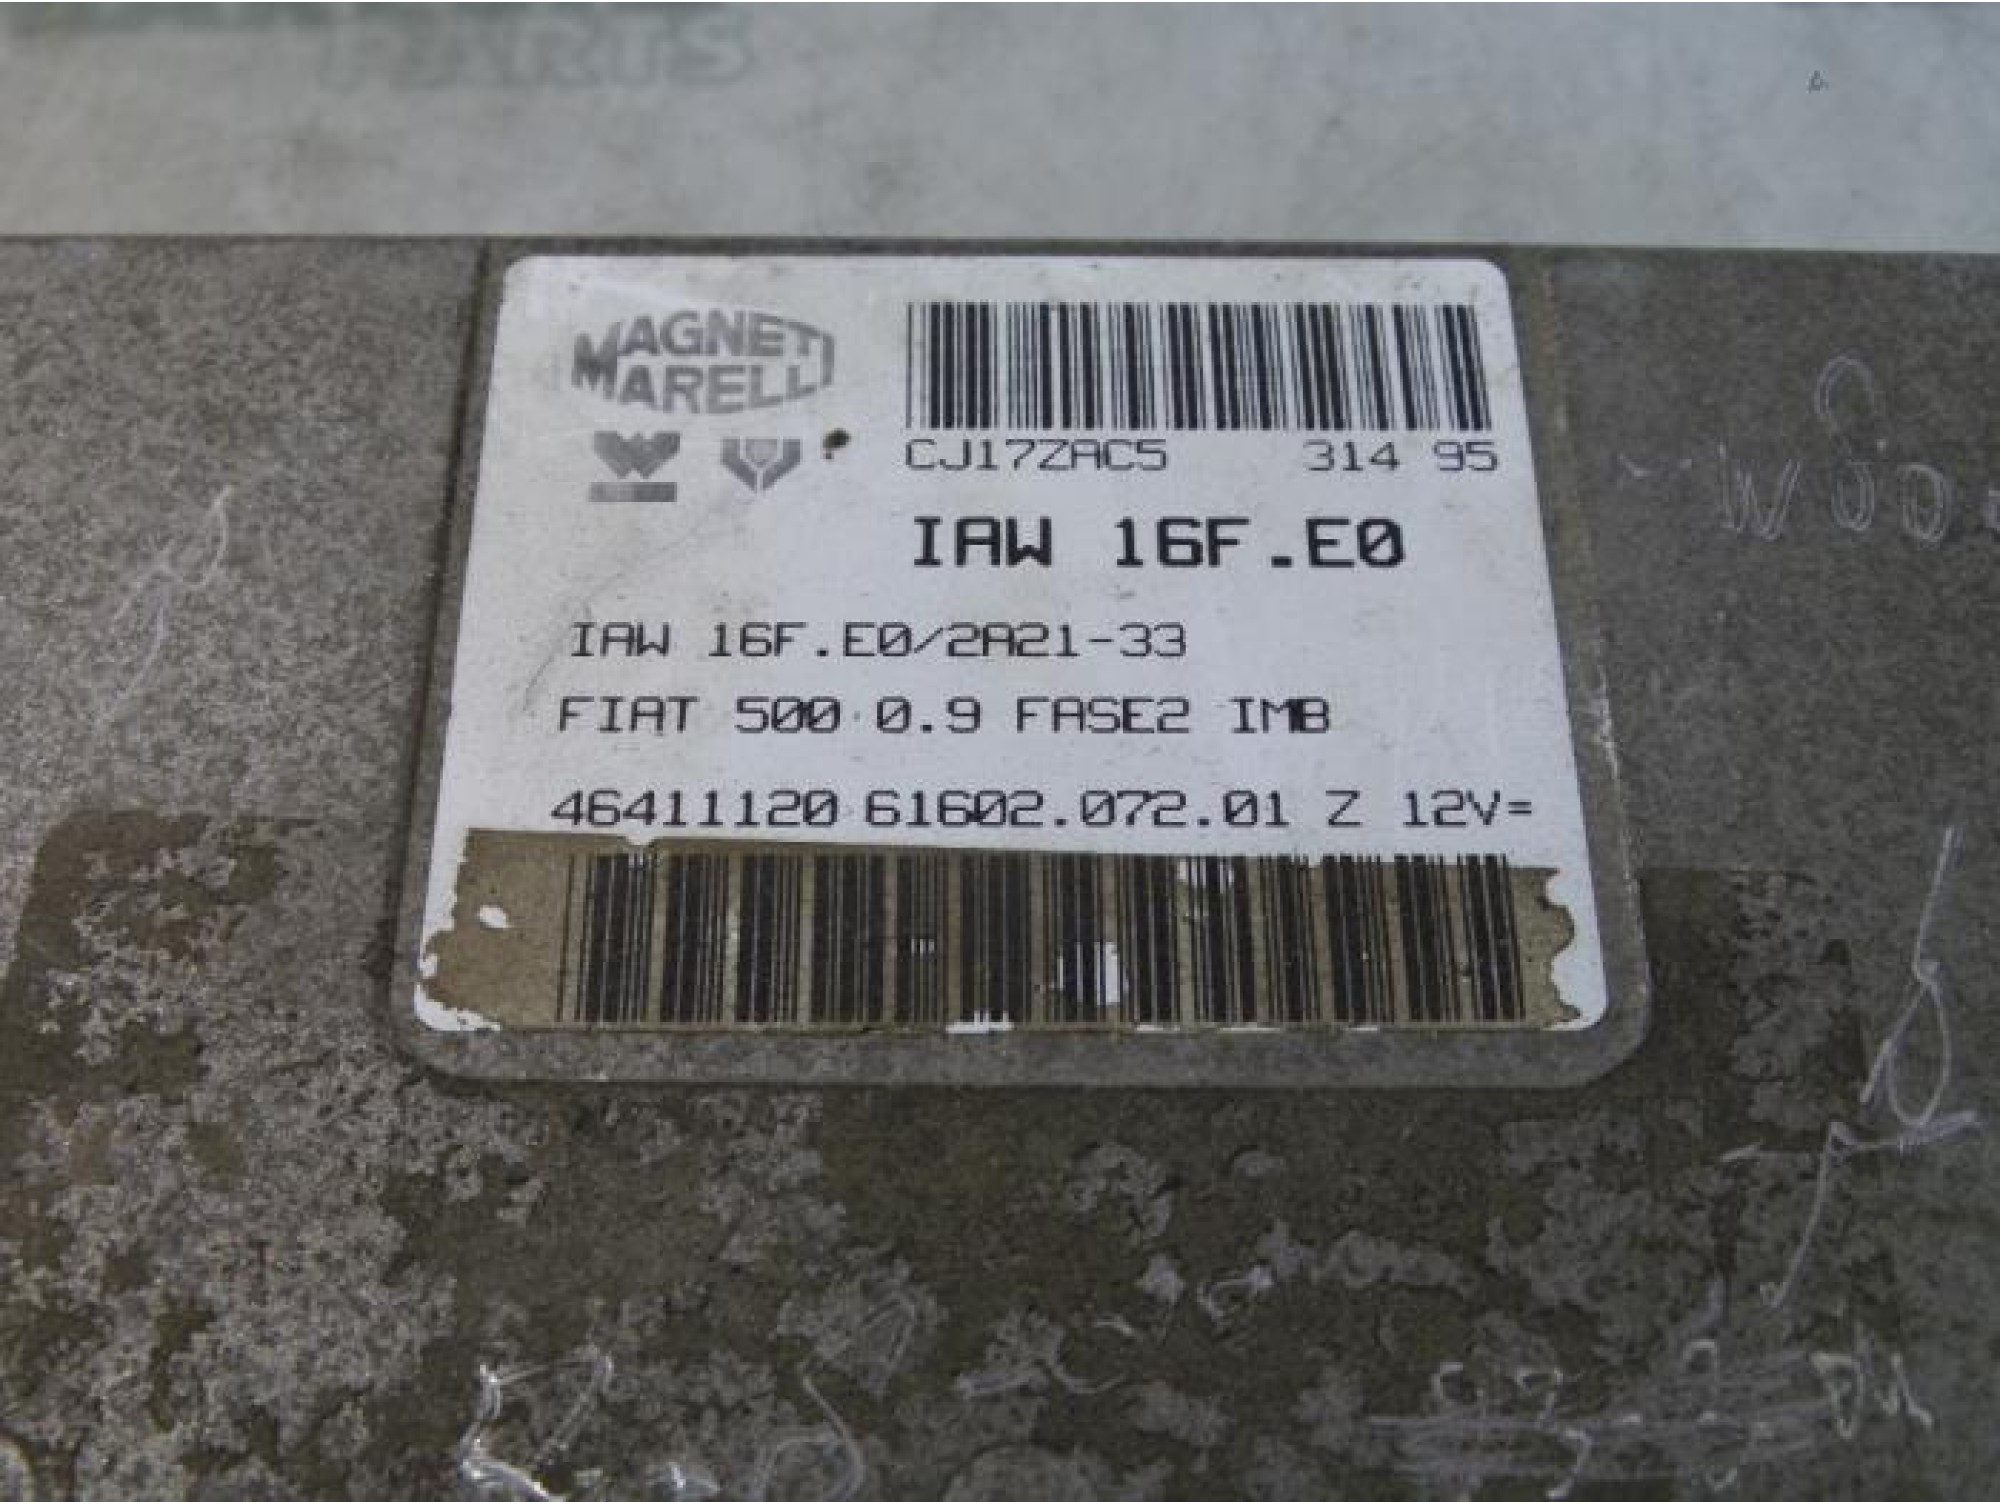 PARTS
MAGNETI
MARELLI
CJ17ZAC5 314 95
IAW 16F.E0
IAW 16F.E0/2A21-33
FIAT 500 0.9 FASE2 IMB
46411120 61602.072.01 Z 12V=